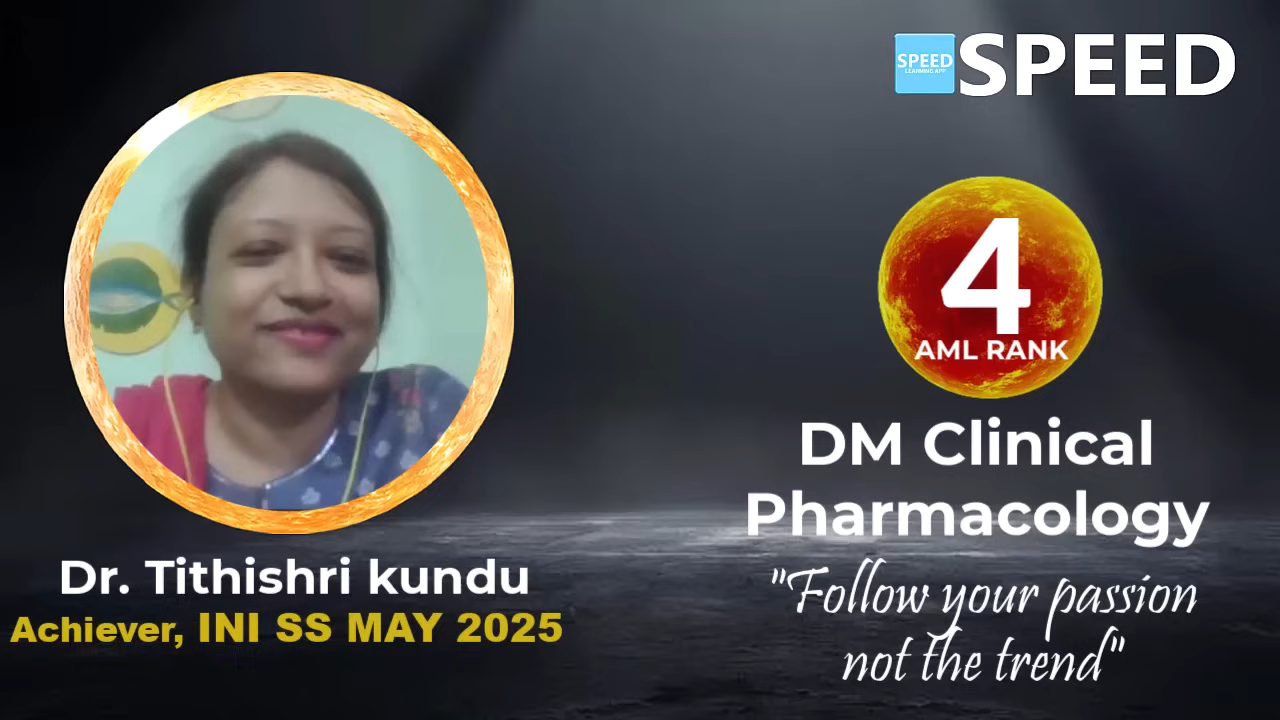 SPEED
LEARNING APP
SPEED
4
AML RANK
DM Clinical
Pharmacology
"Follow your passion
not the trend"
Dr. Tithishri kundu
Achiever, INI SS MAY 2025